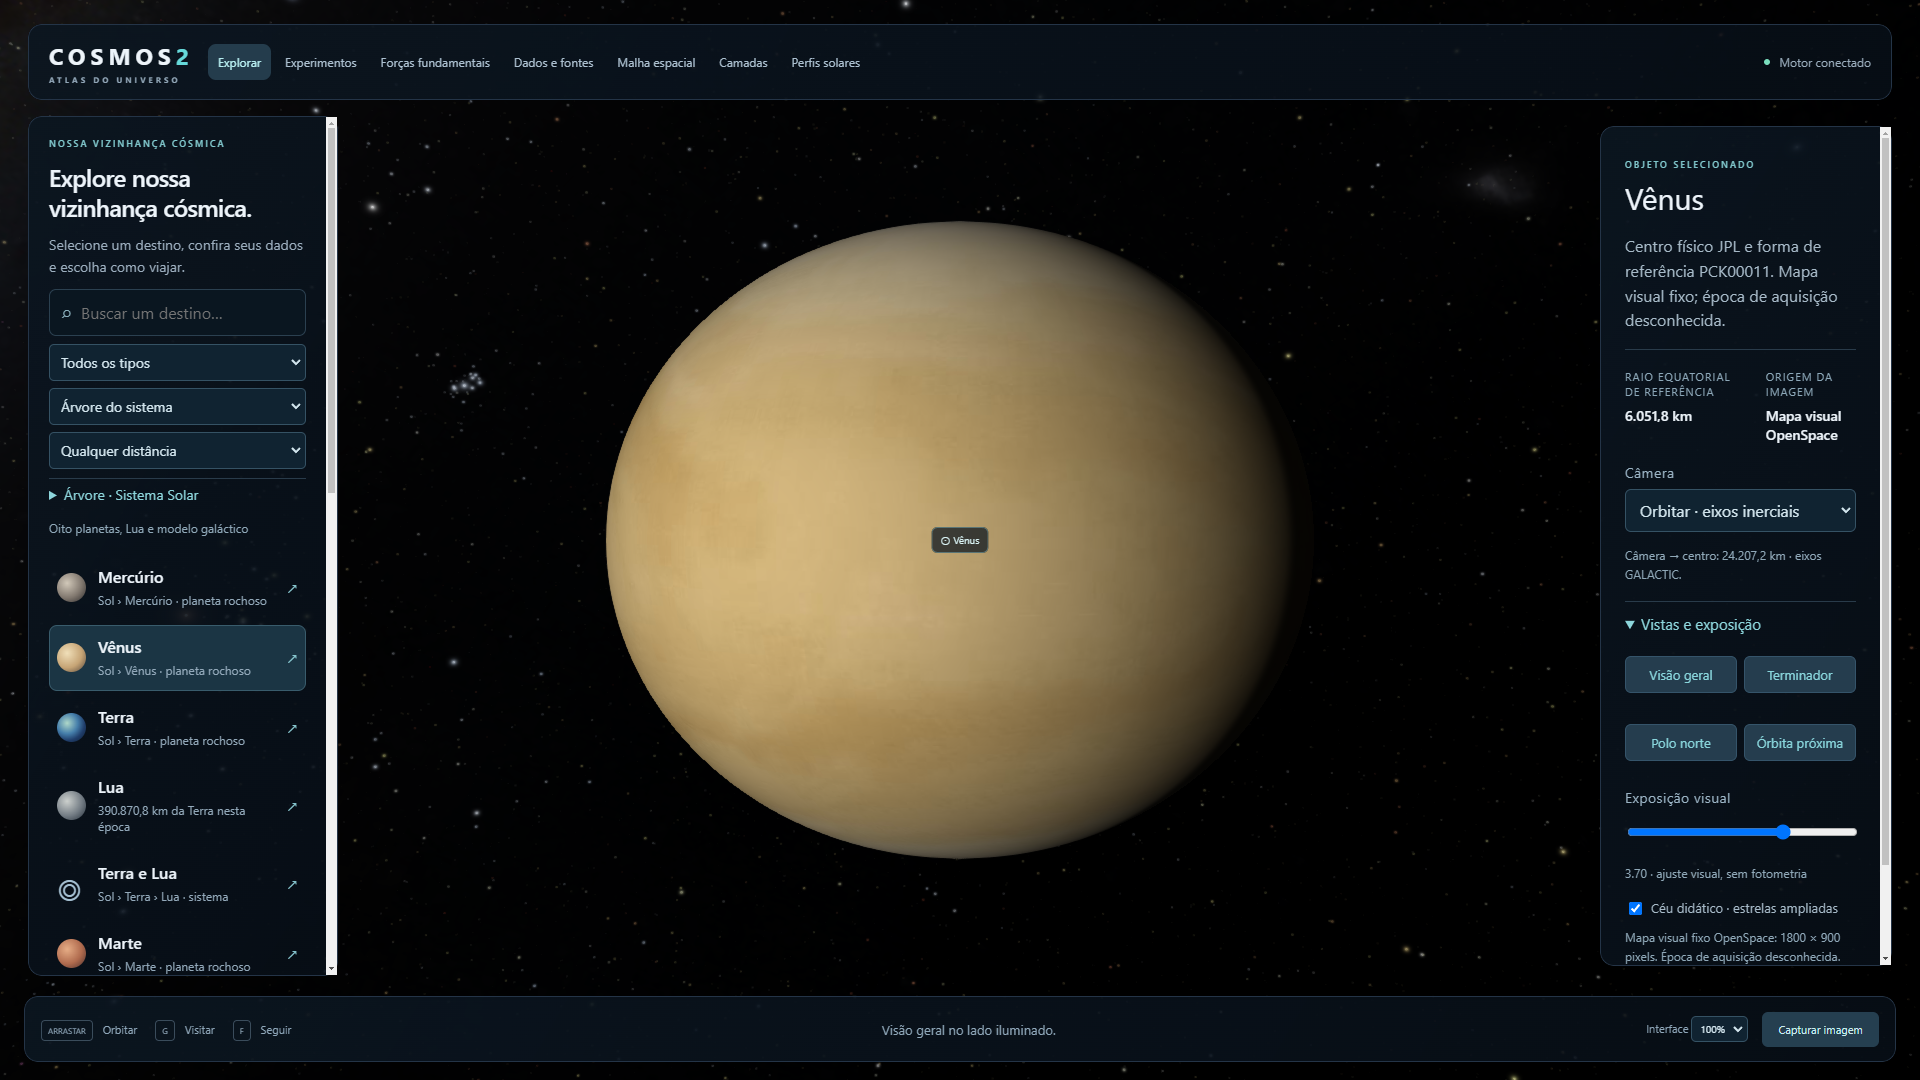 COSMOS2
ATLAS DO UNIVERSO
Explorar
Experimentos
Forças fundamentais
Dados e fontes
Malha espacial
Camadas
Perfis solares
Motor conectado
NOSSA VIZINHANÇA CÓSMICA
Explore nossa
vizinhança cósmica.
Selecione um destino, confira seus dados
e escolha como viajar.
Buscar um destino...
Todos os tipos
Árvore do sistema
Qualquer distância
Árvore · Sistema Solar
Oito planetas, Lua e modelo galáctico
Mercúrio
Sol › Mercúrio · planeta rochoso
Vênus
Sol › Vênus · planeta rochoso
Terra
Sol › Terra · planeta rochoso
Lua
390.870,8 km da Terra nesta
época
Terra e Lua
Sol › Terra › Lua · sistema
Marte
Sol › Marte · planeta rochoso
Vênus
OBJETO SELECIONADO
Vênus
Centro físico JPL e forma de
referência PCK00011. Mapa
visual fixo; época de aquisição
desconhecida.
RAIO EQUATORIAL
DE REFERÊNCIA
6.051,8 km
ORIGEM DA
IMAGEM
Mapa visual
OpenSpace
Câmera
Orbitar · eixos inerciais
Câmera → centro: 24.207,2 km · eixos
GALACTIC.
Vistas e exposição
Visão geral
Terminador
Polo norte
Órbita próxima
Exposição visual
3.70 · ajuste visual, sem fotometria
Céu didático · estrelas ampliadas
Mapa visual fixo OpenSpace: 1800 × 900
pixels. Época de aquisição desconhecida.
ARRASTAR Orbitar
G Visitar
F Seguir
Visão geral no lado iluminado.
Interface 100%
Capturar imagem